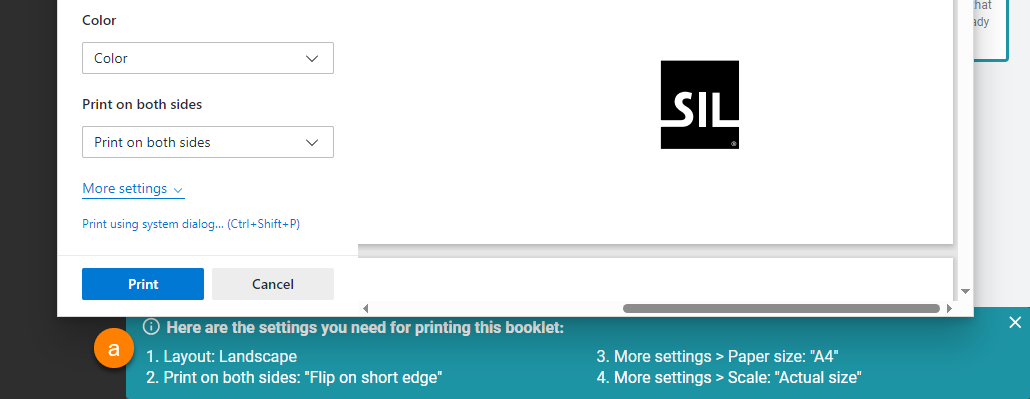 Color
Color
Print on both sides
Print on both sides
More settings
Print using system dialog... (Ctrl+Shift+P)
Print
Cancel
SIL
®
hat
ady
a
Here are the settings you need for printing this booklet:
1. Layout: Landscape
2. Print on both sides: "Flip on short edge"
3. More settings > Paper size: "A4"
4. More settings > Scale: "Actual size"